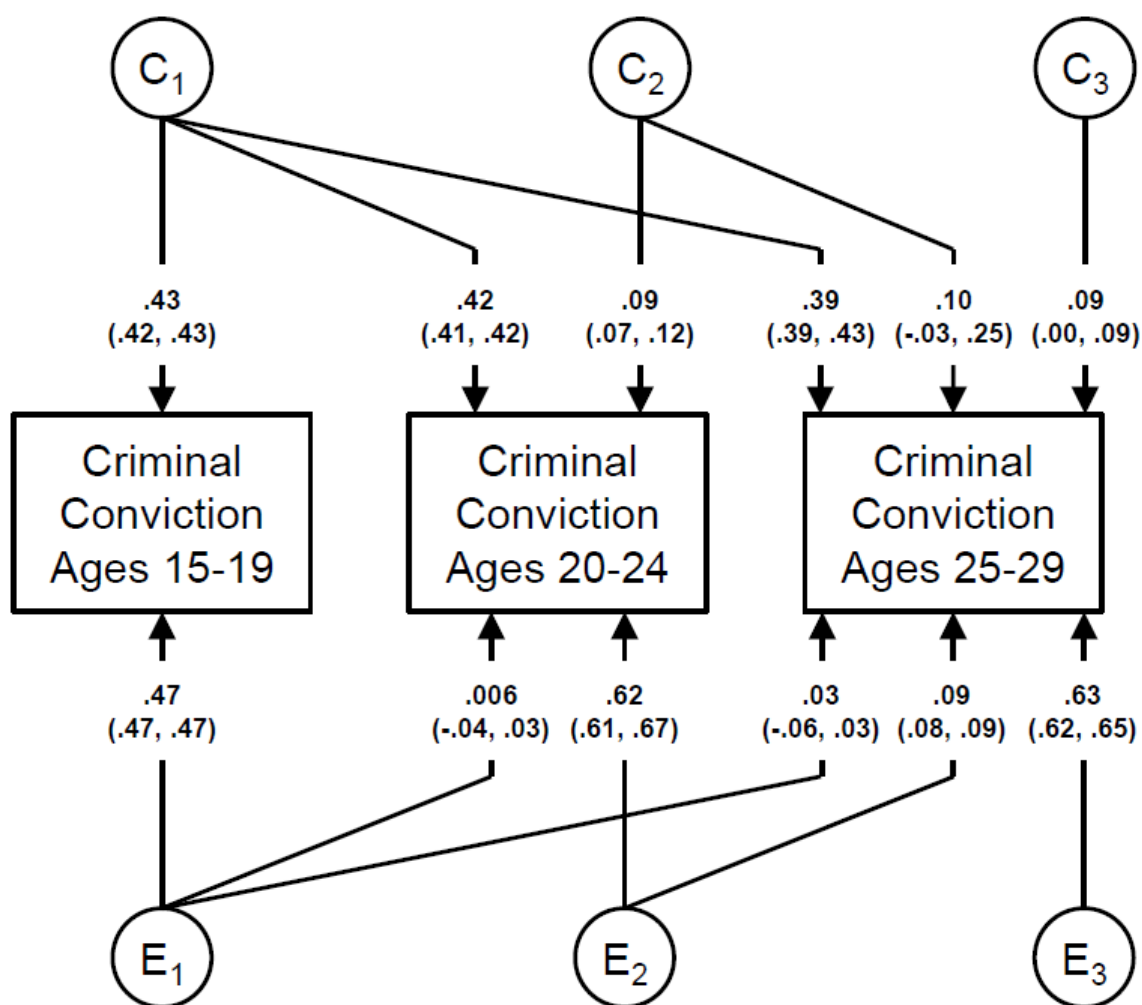 C₁ C₂ C₃
.43 .42 .09 .39 .10 .09
(.42, .43) (.41, .42) (.07, .12) (.39, .43) (-.03, .25) (.00, .09)
Criminal Criminal Criminal
Conviction Conviction Conviction
Ages 15-19 Ages 20-24 Ages 25-29
.47 .006 .62 .03 .09 .63
(.47, .47) (-.04, .03) (.61, .67) (-.06, .03) (.08, .09) (.62, .65)
E₁ E₂ E₃